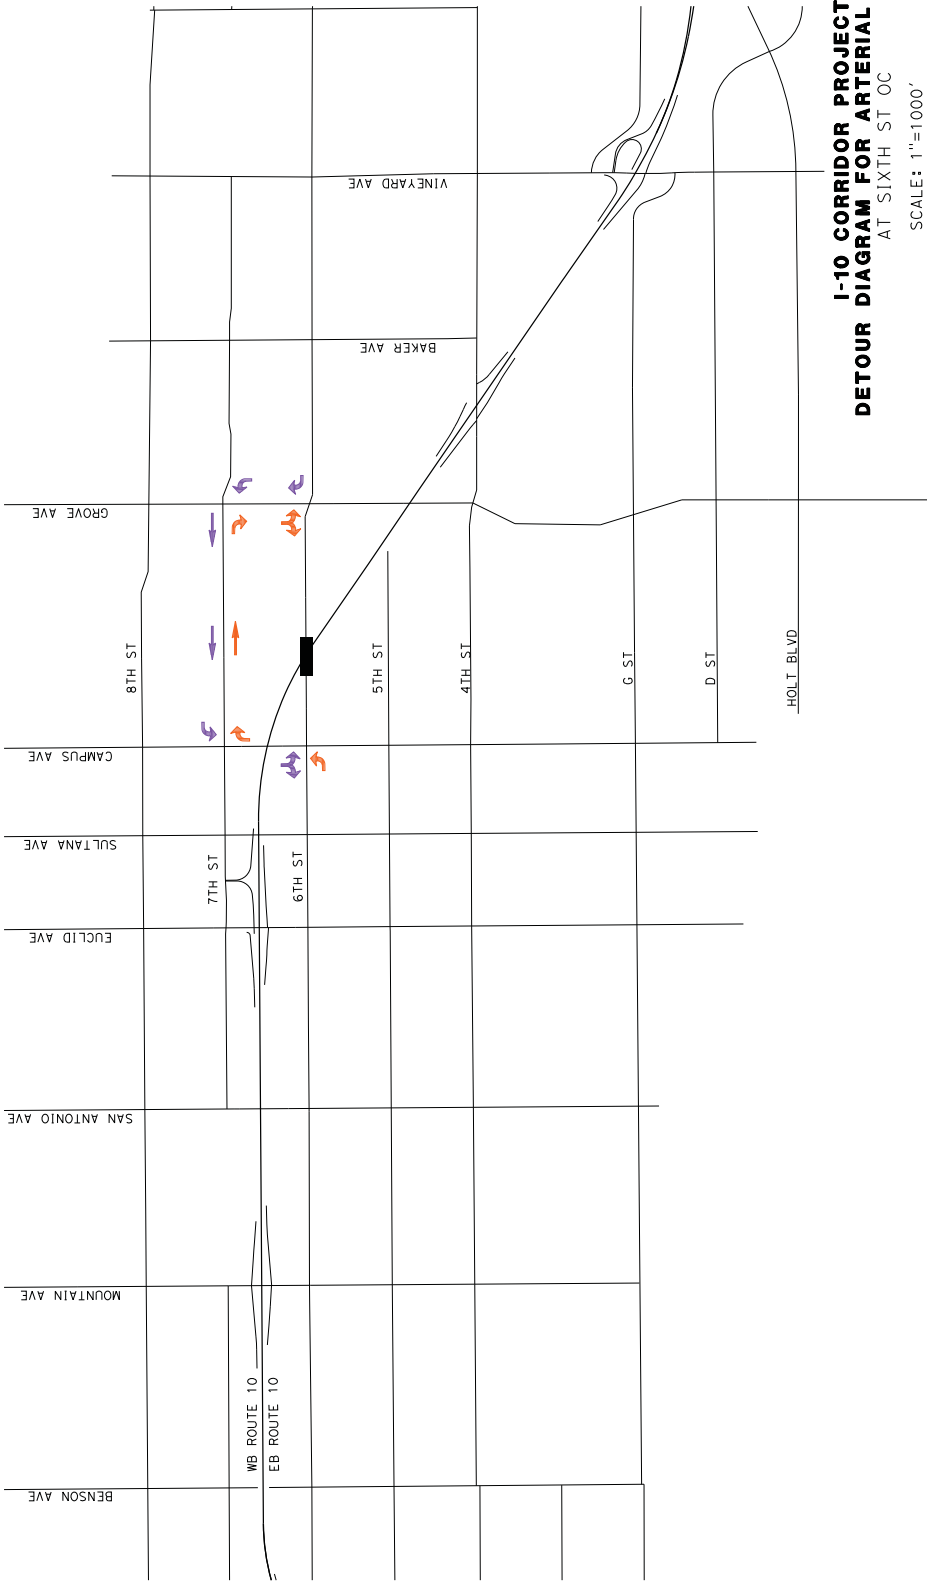 I-10 CORRIDOR PROJECT
DETOUR DIAGRAM FOR ARTERIAL
AT SIXTH ST OC
SCALE: 1"=1000'
VINEYARD AVE
BAKER AVE
GROVE AVE
8TH ST
5TH ST
4TH ST
G ST
D ST
HOLT BLVD
CAMPUS AVE
SULTANA AVE
7TH ST
6TH ST
EUCLID AVE
SAN ANTONIO AVE
MOUNTAIN AVE
WB ROUTE 10
EB ROUTE 10
BENSON AVE